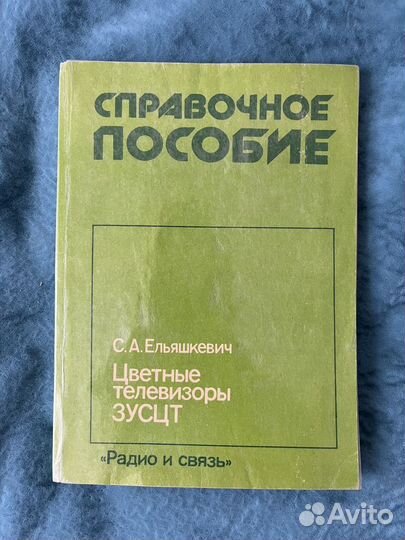 СПРАВОЧНОЕ
ПОСОБИЕ
С.А.Ельяшкевич
Цветные
телевизоры
ЗУСЦТ
«Радио и связь»
Avito